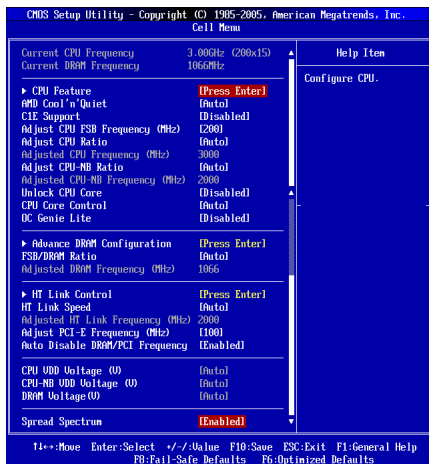 CMOS Setup Utility - Copyright (C) 1985-2005, American Megatrends, Inc.
Cell Menu
Current CPU Frequency 3.00GHz (200x15)
Current DRAM Frequency 1066MHz
Help Item
Configure CPU.
▶ CPU Feature [Press Enter]
AMD Cool'n'Quiet [Auto]
C1E Support [Disabled]
Adjust CPU FSB Frequency (MHz) [200]
Adjust CPU Ratio [Auto]
Adjusted CPU Frequency (MHz) 3000
Adjust CPU-NB Ratio [Auto]
Adjusted CPU-NB Frequency (MHz) 2000
Unlock CPU Core [Disabled]
CPU Core Control [Auto]
OC Genie Lite [Disabled]
▶ Advance DRAM Configuration [Press Enter]
FSB/DRAM Ratio [Auto]
Adjusted DRAM Frequency (MHz) 1066
▶ HT Link Control [Press Enter]
HT Link Speed [Auto]
Adjusted HT Link Frequency (MHz) 2000
Adjust PCI-E Frequency (MHz) [100]
Auto Disable DRAM/PCI Frequency [Enabled]
CPU VDD Voltage (V) [Auto]
CPU-NB VDD Voltage (V) [Auto]
DRAM Voltage(V) [Auto]
Spread Spectrum [Enabled]
↑↓↔:Move Enter:Select +/-/:Value F10:Save ESC:Exit F1:General Help
F8:Fail-Safe Defaults F6:Optimized Defaults